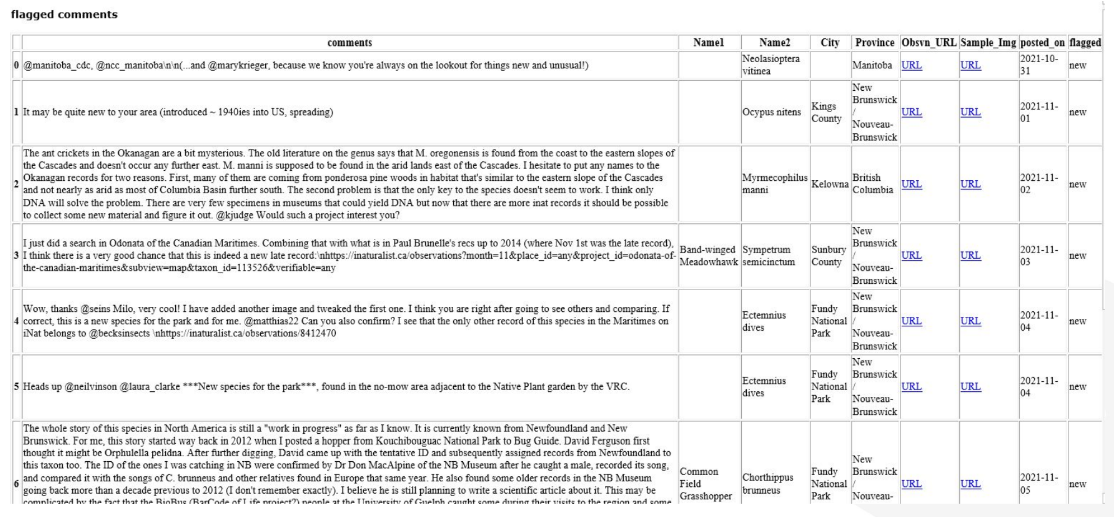 flagged comments
comments Name1 Name2 City Province Obsvn_URL Sample_Img posted_on flagged
0 @manitoba_cdc, @ncc_manitoba\n\n(...and @marykrieger, because we know you're always on the lookout for things new and unusual!) Neolasioptera vitinea Manitoba URL URL 2021-10-31 new
1 It may be quite new to your area (introduced ~ 1940ies into US, spreading) Ocypus nitens Kings County New Brunswick / Nouveau-Brunswick URL URL 2021-11-01 new
2 The ant crickets in the Okanagan are a bit mysterious. The old literature on the genus says that M. oregonensis is found from the coast to the eastern slopes of
the Cascades and doesn't occur any further east. M. manni is supposed to be found in the arid lands east of the Cascades. I hesitate to put any names to the
Okanagan records for two reasons. First, many of them are coming from ponderosa pine woods in habitat that's similar to the eastern slope of the Cascades
and not nearly as arid as most of Columbia Basin further south. The second problem is that the only key to the species doesn't seem to work. I think only
DNA will solve the problem. There are very few specimens in museums that could yield DNA but now that there are more inat records it should be possible
to collect some new material and figure it out. @kjudge Would such a project interest you?
Myrmecophilus manni Kelowna British Columbia URL URL 2021-11-02 new
3 I just did a search in Odonata of the Canadian Maritimes. Combining that with what is in Paul Brunelle's recs up to 2014 (where Nov 1st was the late record),
I think there is a very good chance that this is indeed a new late record:\nhttps://inaturalist.ca/observations?month=11&place_id=any&project_id=odonata-of-
the-canadian-maritimes&subview=map&taxon_id=113526&verifiable=any
Band-winged Meadowhawk Sympetrum semicinctum Sunbury County New Brunswick / Nouveau-Brunswick URL URL 2021-11-03 new
4 Wow, thanks @seins Milo, very cool! I have added another image and tweaked the first one. I think you are right after going to see others and comparing. If
correct, this is a new species for the park and for me. @matthias22 Can you also confirm? I see that the only other record of this species in the Maritimes on
iNat belongs to @becksinsects \nhttps://inaturalist.ca/observations/8412470
Ectemnius dives Fundy National Park New Brunswick / Nouveau-Brunswick URL URL 2021-11-04 new
5 Heads up @neilvinson @laura_clarke ***New species for the park***, found in the no-mow area adjacent to the Native Plant garden by the VRC. Ectemnius dives Fundy National Park New Brunswick / Nouveau-Brunswick URL URL 2021-11-04 new
6 The whole story of this species in North America is still a "work in progress" as far as I know. It is currently known from Newfoundland and New
Brunswick. For me, this story started way back in 2012 when I posted a hopper from Kouchibouguac National Park to Bug Guide. David Ferguson first
thought it might be Orphulella pelidna. After further digging, David came up with the tentative ID and subsequently assigned records from Newfoundland to
this taxon too. The ID of the ones I was catching in NB were confirmed by Dr Don MacAlpine of the NB Museum after he caught a male, recorded its song,
and compared it with the songs of C. brunneus and other relatives found in Europe that same year. He also found some older records in the NB Museum
going back more than a decade previous to 2012 (I don't remember exactly). I believe he is still planning to write a scientific article about it. This may be
complicated by the fact that the BioBus (BarCode of Life project?) people at the University of Guelph caught some during their visits to the region and some
Common Field Grasshopper Chorthippus brunneus Fundy National Park New Brunswick / Nouveau- URL URL 2021-11-05 new